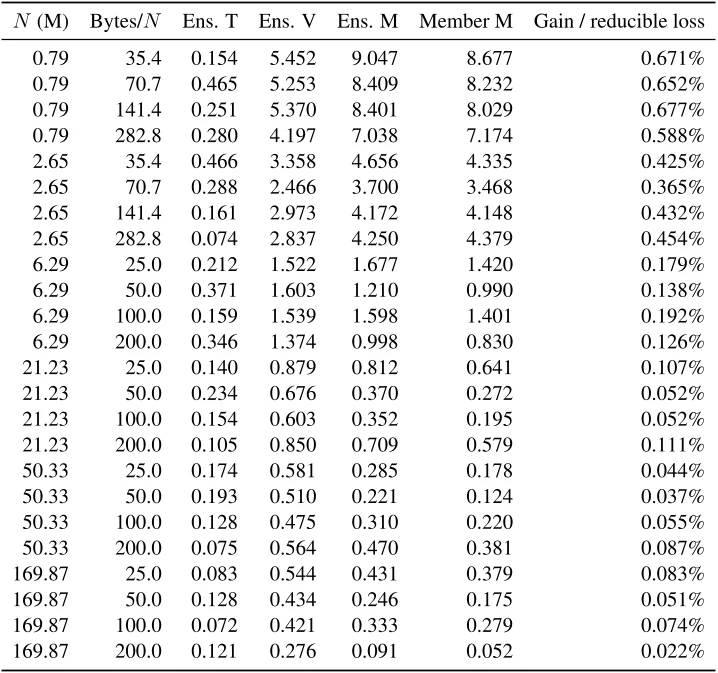 N (M) Bytes/N Ens. T Ens. V Ens. M Member M Gain / reducible loss
0.79 35.4 0.154 5.452 9.047 8.677 0.671%
0.79 70.7 0.465 5.253 8.409 8.232 0.652%
0.79 141.4 0.251 5.370 8.401 8.029 0.677%
0.79 282.8 0.280 4.197 7.038 7.174 0.588%
2.65 35.4 0.466 3.358 4.656 4.335 0.425%
2.65 70.7 0.288 2.466 3.700 3.468 0.365%
2.65 141.4 0.161 2.973 4.172 4.148 0.432%
2.65 282.8 0.074 2.837 4.250 4.379 0.454%
6.29 25.0 0.212 1.522 1.677 1.420 0.179%
6.29 50.0 0.371 1.603 1.210 0.990 0.138%
6.29 100.0 0.159 1.539 1.598 1.401 0.192%
6.29 200.0 0.346 1.374 0.998 0.830 0.126%
21.23 25.0 0.140 0.879 0.812 0.641 0.107%
21.23 50.0 0.234 0.676 0.370 0.272 0.052%
21.23 100.0 0.154 0.603 0.352 0.195 0.052%
21.23 200.0 0.105 0.850 0.709 0.579 0.111%
50.33 25.0 0.174 0.581 0.285 0.178 0.044%
50.33 50.0 0.193 0.510 0.221 0.124 0.037%
50.33 100.0 0.128 0.475 0.310 0.220 0.055%
50.33 200.0 0.075 0.564 0.470 0.381 0.087%
169.87 25.0 0.083 0.544 0.431 0.379 0.083%
169.87 50.0 0.128 0.434 0.246 0.175 0.051%
169.87 100.0 0.072 0.421 0.333 0.279 0.074%
169.87 200.0 0.121 0.276 0.091 0.052 0.022%